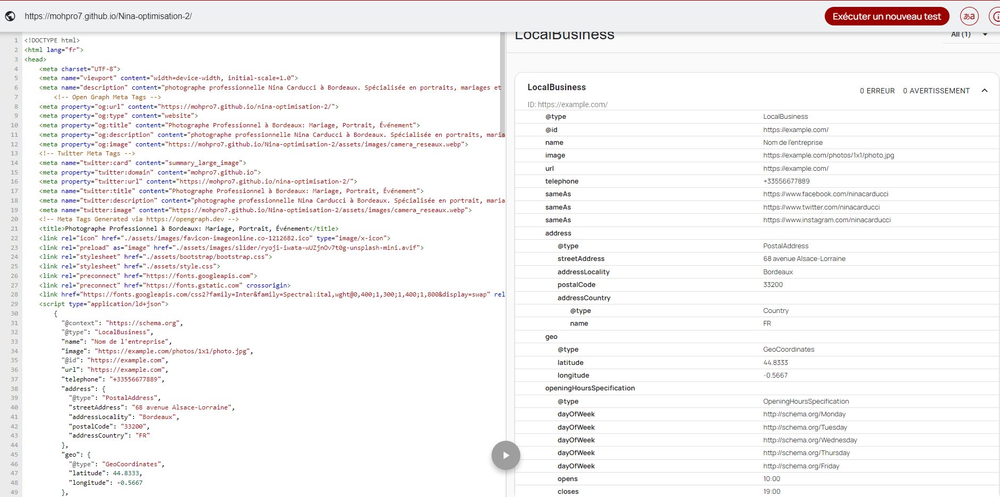 https://mohpro7.github.io/Nina-optimisation-2/
Exécuter un nouveau test
あa
1 <!DOCTYPE html>
2 <html lang="fr">
3 <head>
4 <meta charset="UTF-8">
5 <meta name="viewport" content="width=device-width, initial-scale=1.0">
6 <meta name="description" content="photographe professionnelle Nina Carducci à Bordeaux. Spécialisée en portraits, mariages et
7 <!-- Open Graph Meta Tags -->
8 <meta property="og:url" content="https://mohpro7.github.io/nina-optimisation-2/">
9 <meta property="og:type" content="website">
10 <meta property="og:title" content="Photographe Professionnel à Bordeaux: Mariage, Portrait, Événement">
11 <meta property="og:description" content="photographe professionnelle Nina Carducci à Bordeaux. Spécialisée en portraits, maria
12 <meta property="og:image" content="https://mohpro7.github.io/Nina-optimisation-2/assets/images/camera_reseaux.webp">
13 <!-- Twitter Meta Tags -->
14 <meta name="twitter:card" content="summary_large_image">
15 <meta property="twitter:domain" content="mohpro7.github.io">
16 <meta property="twitter:url" content="https://mohpro7.github.io/nina-optimisation-2/">
17 <meta name="twitter:title" content="Photographe Professionnel à Bordeaux: Mariage, Portrait, Événement">
18 <meta name="twitter:description" content="photographe professionnelle Nina Carducci à Bordeaux. Spécialisée en portrait, maria
19 <meta name="twitter:image" content="https://mohpro7.github.io/Nina-optimisation-2/assets/images/camera_reseaux.webp">
20 <!-- Meta Tags Generated via https://opengraph.dev -->
21 <title>Photographe Professionnel à Bordeaux: Mariage, Portrait, Événement</title>
22 <link rel="icon" href="./assets/images/favicon-imageonline.co-1212682.ico" type="image/x-icon">
23 <link rel="preload" as="image" href="./assets/images/slider/ryoji-iwata-wUZjnOv7t0g-unsplash-mini.avif">
24 <link rel="stylesheet" href="./assets/bootstrap/bootstrap.css">
25 <link rel="stylesheet" href="./assets/style.css">
26 <link rel="preconnect" href="https://fonts.googleapis.com">
27 <link rel="preconnect" href="https://fonts.gstatic.com" crossorigin>
28 <link href="https://fonts.googleapis.com/css2?family=Inter&family=Spectral:ital,wght@0,400;1,300;1,400;1,800&display=swap" rel
29 <script type="application/ld+json">
30 {
31 "@context": "https://schema.org",
32 "@type": "LocalBusiness",
33 "name": "Nom de l'entreprise",
34 "image": "https://example.com/photos/1x1/photo.jpg",
35 "@id": "https://example.com",
36 "url": "https://example.com",
37 "telephone": "+33556677889",
38 "address": {
39 "@type": "PostalAddress",
40 "streetAddress": "68 avenue Alsace-Lorraine",
41 "addressLocality": "Bordeaux",
42 "postalCode": "33200",
43 "addressCountry": "FR"
44 },
45 "geo": {
46 "@type": "GeoCoordinates",
47 "latitude": 44.8333,
48 "longitude": -0.5667
49 },
LocalBusiness
All (1)
LocalBusiness
0 ERREUR 0 AVERTISSEMENT
ID: https://example.com/
@type LocalBusiness
@id https://example.com/
name Nom de l'entreprise
image https://example.com/photos/1x1/photo.jpg
url https://example.com/
telephone +33556677889
sameAs https://www.facebook.com/ninacarducci
sameAs https://www.twitter.com/ninacarducci
sameAs https://www.instagram.com/ninacarducci
address
@type PostalAddress
streetAddress 68 avenue Alsace-Lorraine
addressLocality Bordeaux
postalCode 33200
addressCountry
@type Country
name FR
geo
@type GeoCoordinates
latitude 44.8333
longitude -0.5667
openingHoursSpecification
@type OpeningHoursSpecification
dayOfWeek http://schema.org/Monday
dayOfWeek http://schema.org/Tuesday
dayOfWeek http://schema.org/Wednesday
dayOfWeek http://schema.org/Thursday
dayOfWeek http://schema.org/Friday
opens 10:00
closes 19:00